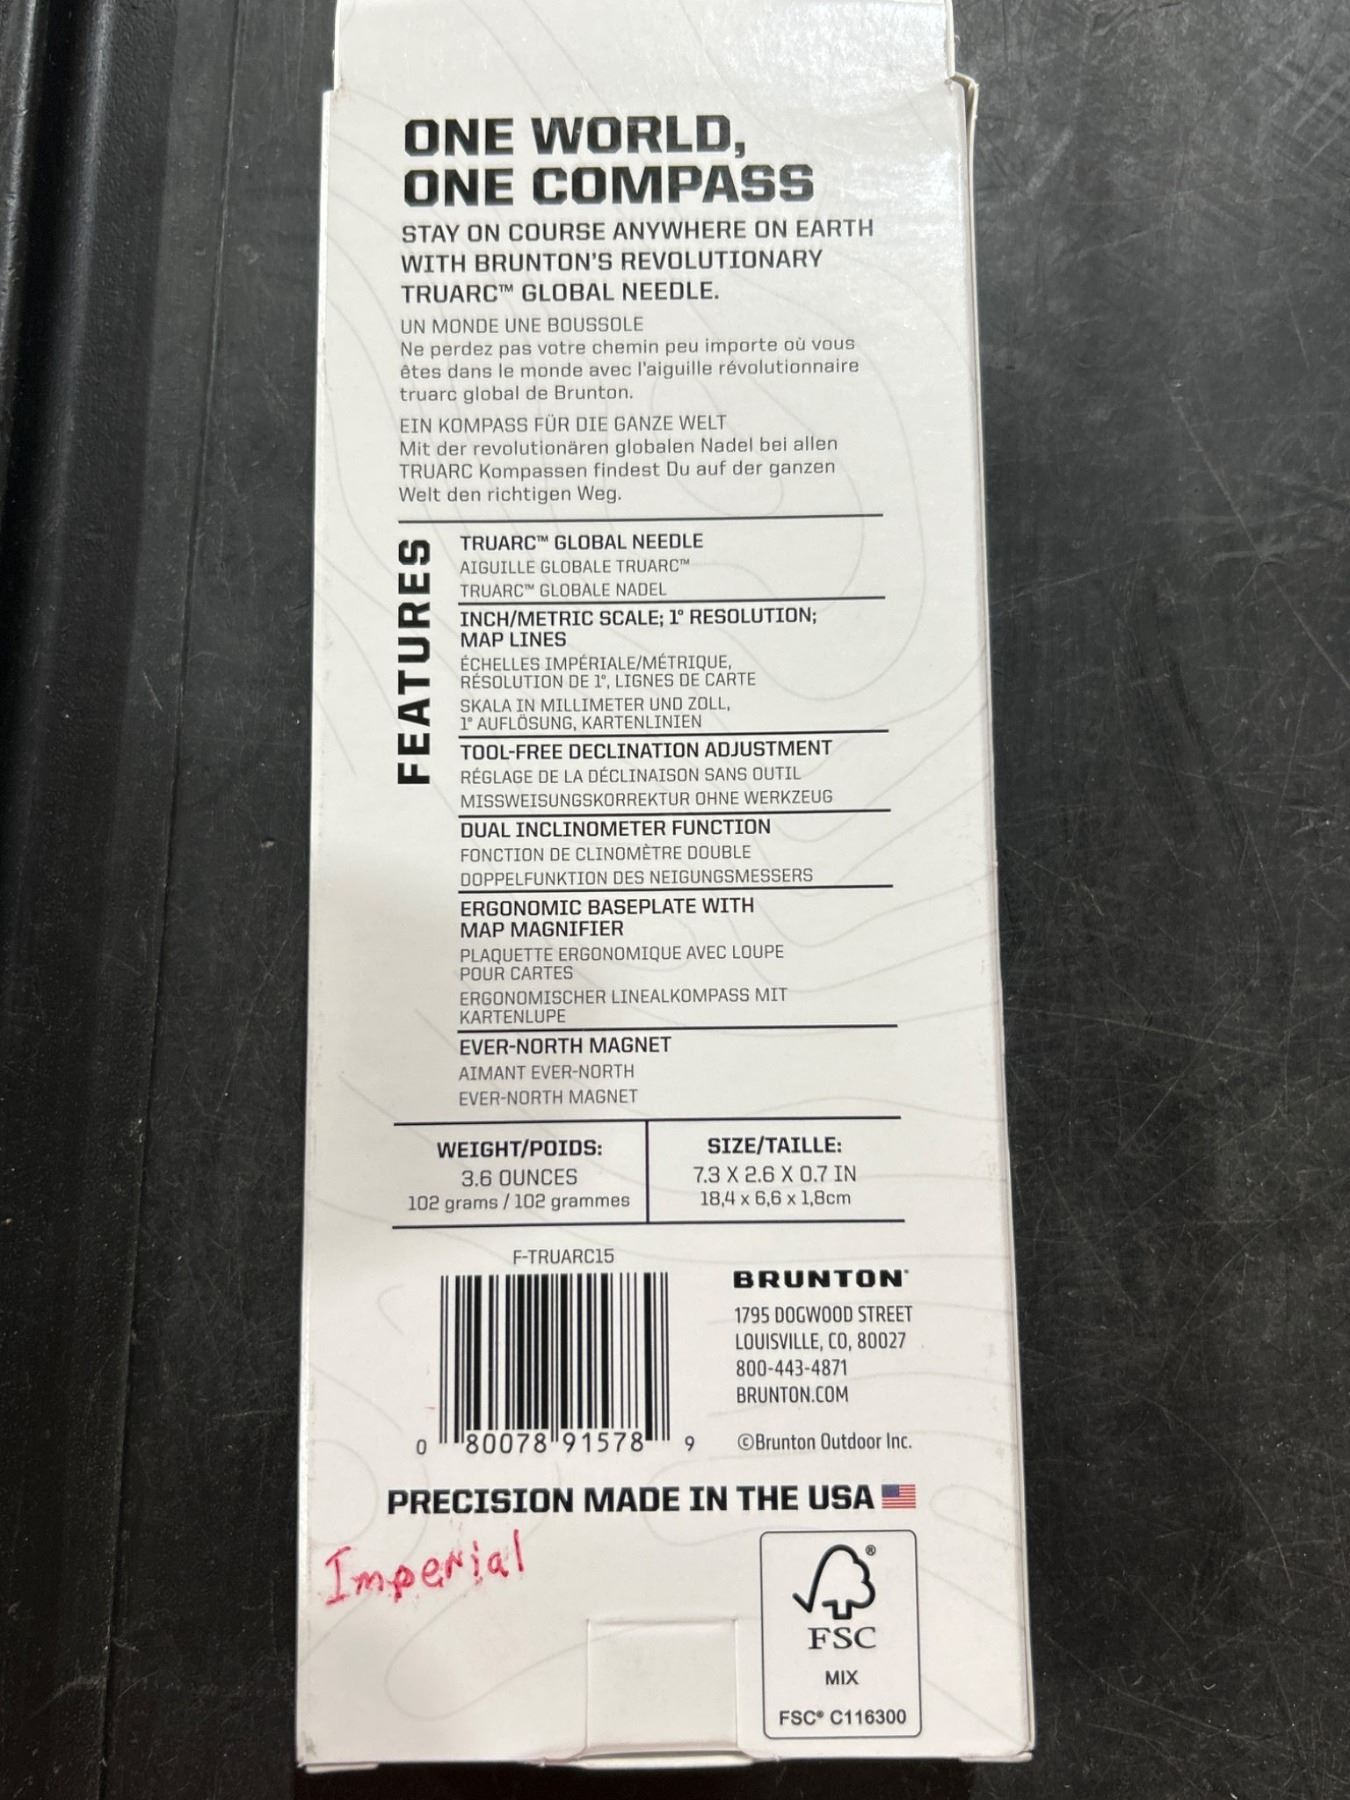 ONE WORLD,
ONE COMPASS
STAY ON COURSE ANYWHERE ON EARTH
WITH BRUNTON'S REVOLUTIONARY
TRUARC™ GLOBAL NEEDLE.
UN MONDE UNE BOUSSOLE
Ne perdez pas votre chemin peu importe où vous
êtes dans le monde avec l'aiguille révolutionnaire
truarc global de Brunton.
EIN KOMPASS FÜR DIE GANZE WELT
Mit der revolutionären globalen Nadel bei allen
TRUARC Kompassen findest Du auf der ganzen
Welt den richtigen Weg.
FEATURES
TRUARC™ GLOBAL NEEDLE
AIGUILLE GLOBALE TRUARC™
TRUARC™ GLOBALE NADEL
INCH/METRIC SCALE; 1° RESOLUTION;
MAP LINES
ÉCHELLES IMPÉRIALE/MÉTRIQUE,
RÉSOLUTION DE 1°, LIGNES DE CARTE
SKALA IN MILLIMETER UND ZOLL,
1° AUFLÖSUNG, KARTENLINIEN
TOOL-FREE DECLINATION ADJUSTMENT
RÉGLAGE DE LA DÉCLINAISON SANS OUTIL
MISSWEISUNGSKORREKTUR OHNE WERKZEUG
DUAL INCLINOMETER FUNCTION
FONCTION DE CLINOMÈTRE DOUBLE
DOPPELFUNKTION DES NEIGUNGSMESSERS
ERGONOMIC BASEPLATE WITH
MAP MAGNIFIER
PLAQUETTE ERGONOMIQUE AVEC LOUPE
POUR CARTES
ERGONOMISCHER LINEALKOMPASS MIT
KARTENLUPE
EVER-NORTH MAGNET
AIMANT EVER-NORTH
EVER-NORTH MAGNET
WEIGHT/POIDS:
3.6 OUNCES
102 grams / 102 grammes
SIZE/TAILLE:
7.3 X 2.6 X 0.7 IN
18,4 x 6,6 x 1,8cm
F-TRUARC15
0 80078 91578 9
BRUNTON®
1795 DOGWOOD STREET
LOUISVILLE, CO, 80027
800-443-4871
BRUNTON.COM
©Brunton Outdoor Inc.
PRECISION MADE IN THE USA
Imperial
®
FSC
MIX
FSC® C116300